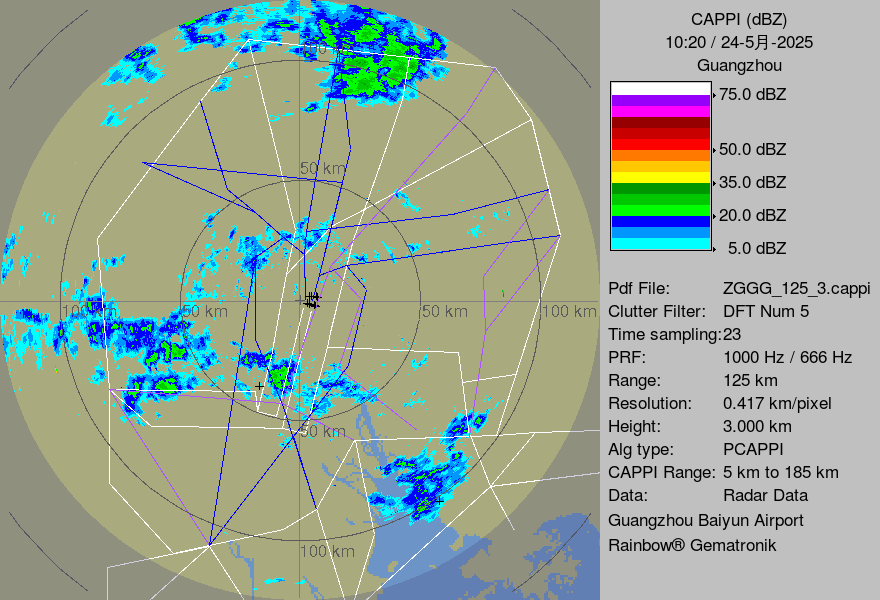 CAPPI (dBZ)
10:20 / 24-5月-2025
Guangzhou
75.0 dBZ
50.0 dBZ
35.0 dBZ
20.0 dBZ
5.0 dBZ
Pdf File: ZGGG_125_3.cappi
Clutter Filter: DFT Num 5
Time sampling:23
PRF: 1000 Hz / 666 Hz
Range: 125 km
Resolution: 0.417 km/pixel
Height: 3.000 km
Alg type: PCAPPI
CAPPI Range: 5 km to 185 km
Data: Radar Data
Guangzhou Baiyun Airport
Rainbow® Gematronik
100 km
50 km
100 km
50 km
50 km
100 km
50 km
100 km